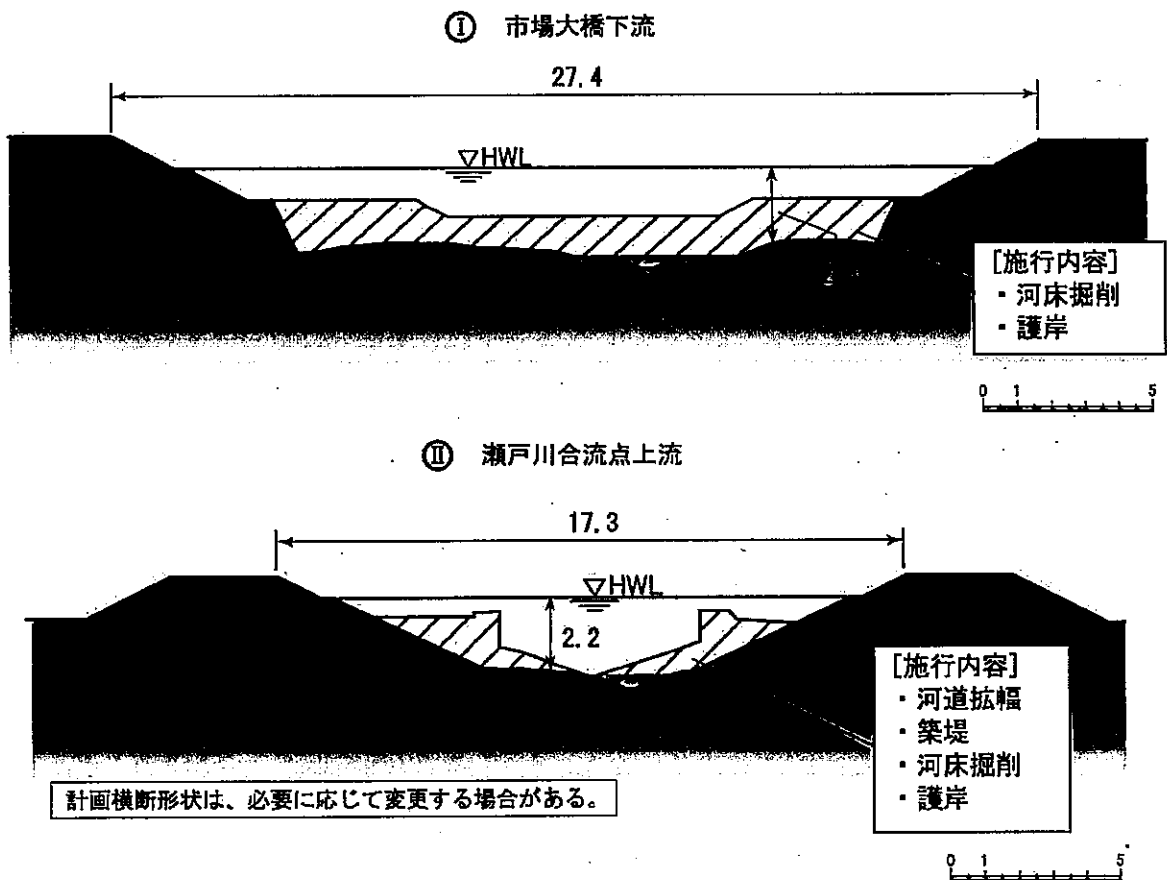 Ⅰ 市場大橋下流
27.4
HWL
[施行内容]
・河床掘削
・護岸
0 1 5
Ⅱ 瀬戸川合流点上流
17.3
HWL
2.2
[施行内容]
・河道拡幅
・築堤
・河床掘削
・護岸
計画横断形状は、必要に応じて変更する場合がある。
0 1 5